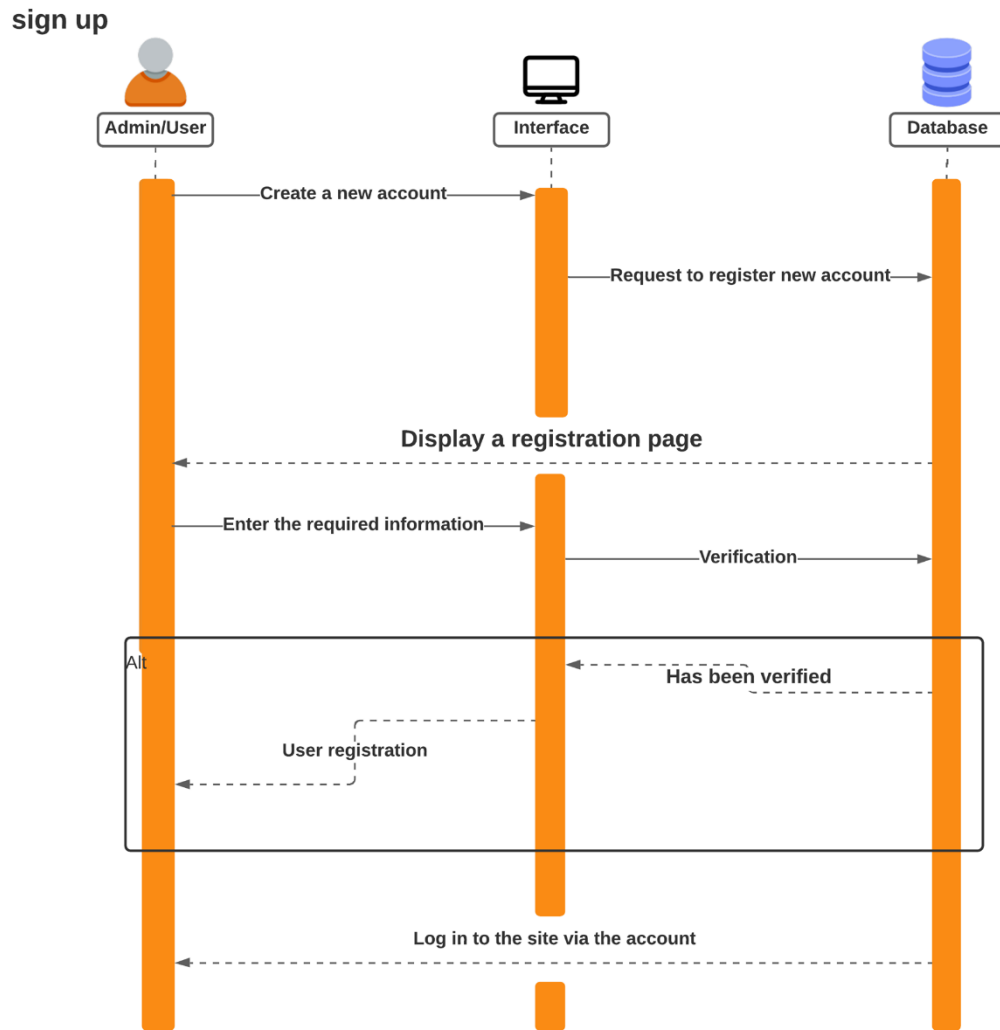 sign up
Admin/User
Interface
Database
Create a new account
Request to register new account
Display a registration page
Enter the required information
Verification
Alt
Has been verified
User registration
Log in to the site via the account